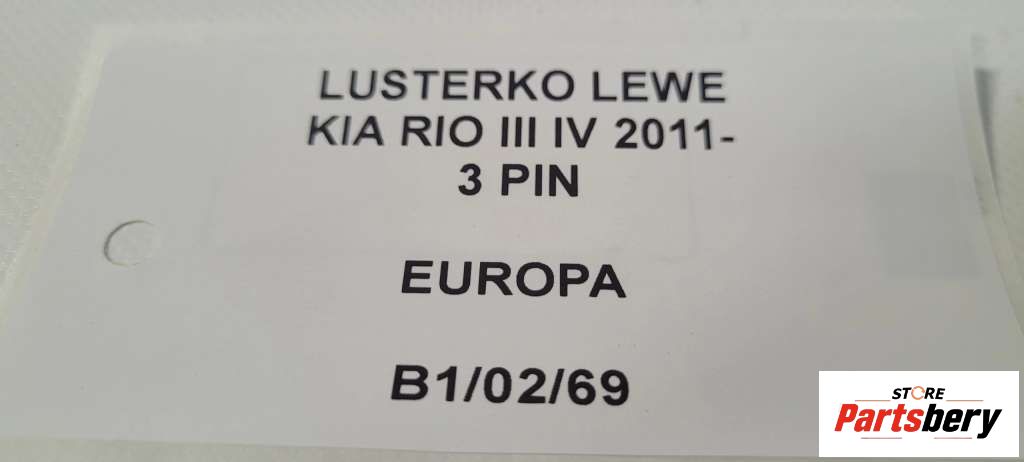 LUSTERKO LEWE
KIA RIO III IV 2011-
3 PIN
EUROPA
B1/02/69
STORE
Partsbery